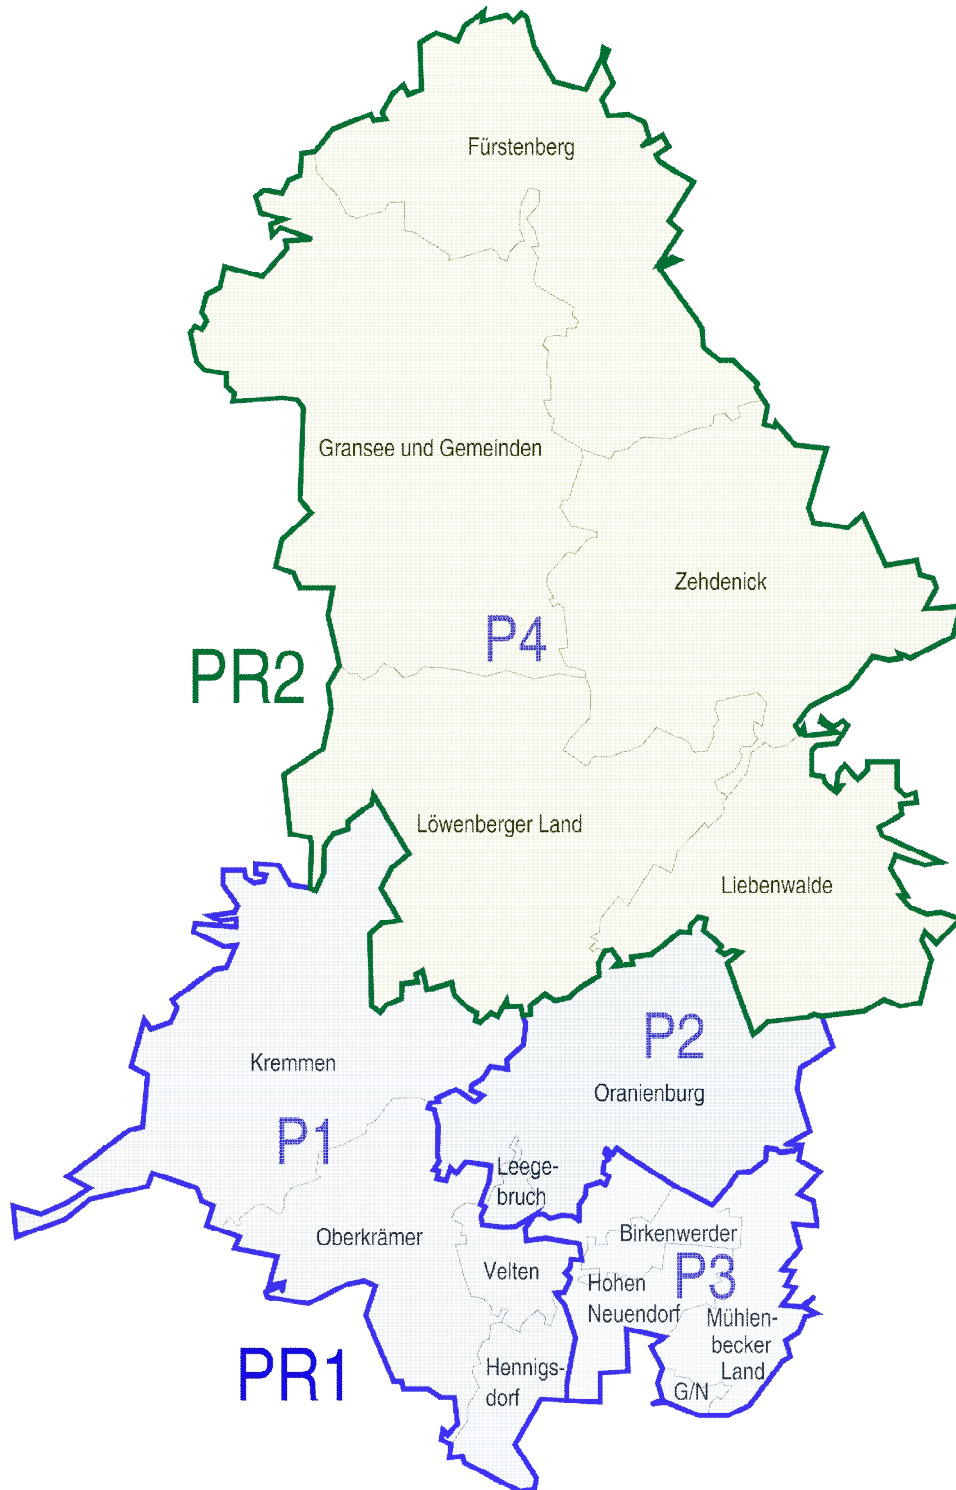 Fürstenberg
Gransee und Gemeinden
Zehdenick
P4
PR2
Löwenberger Land
Liebenwalde
P2
Kremmen
Oranienburg
P1
Leege-
bruch
Oberkrämer
Birkenwerder
Velten
P3
Hohen
Neuendorf
Mühlen-
becker
Land
PR1
Hennigs-
dorf
G/N